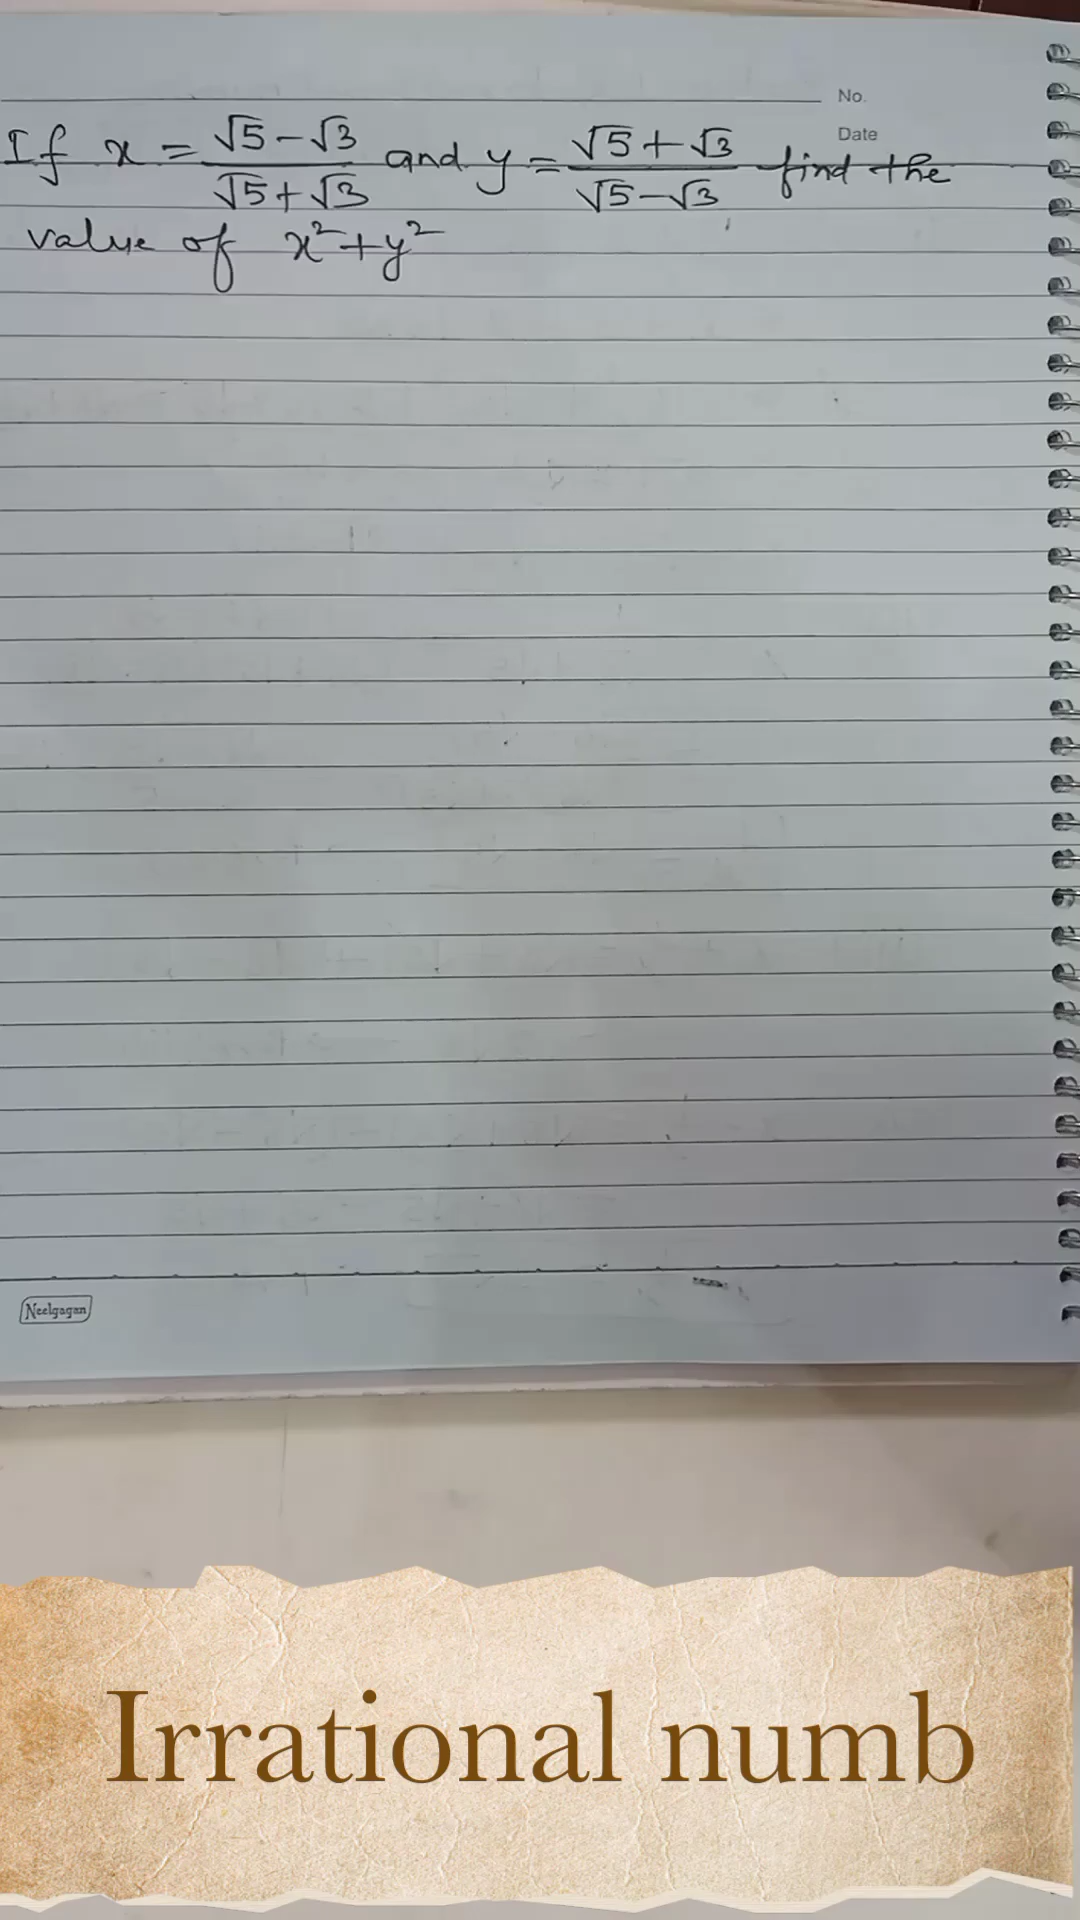 No.
Date
If x = (√5-√3)/(√5+√3) and y = (√5+√3)/(√5-√3) find the
value of x²+y²
Neelgagan
Irrational numb